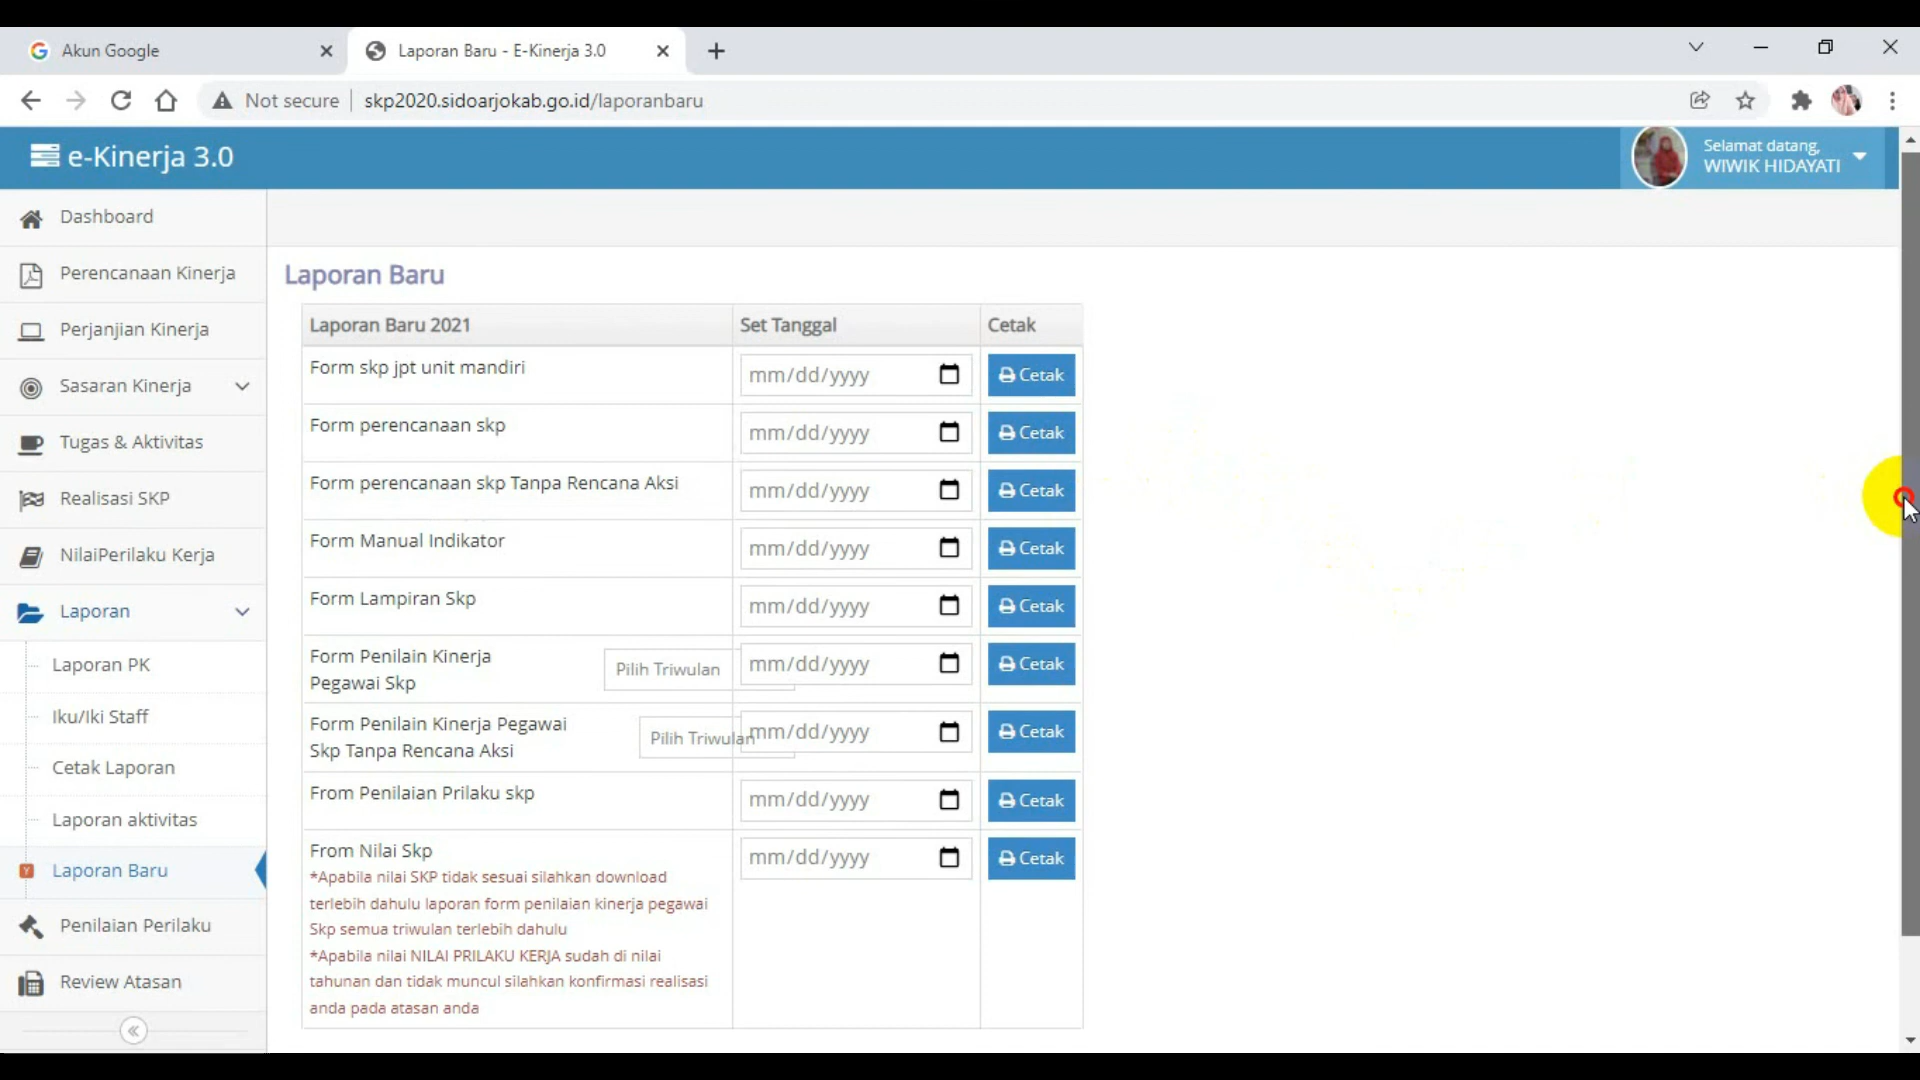 Akun Google
Laporan Baru - E-Kinerja 3.0
Not secure
skp2020.sidoarjokab.go.id/laporanbaru
e-Kinerja 3.0
Selamat datang,
WIWIK HIDAYATI
Dashboard
Perencanaan Kinerja
Perjanjian Kinerja
Sasaran Kinerja
Tugas & Aktivitas
Realisasi SKP
NilaiPerilaku Kerja
Laporan
Laporan PK
Iku/Iki Staff
Cetak Laporan
Laporan aktivitas
Laporan Baru
Penilaian Perilaku
Review Atasan
Laporan Baru
Laporan Baru 2021 Set Tanggal Cetak
Form skp jpt unit mandiri mm/dd/yyyy Cetak
Form perencanaan skp mm/dd/yyyy Cetak
Form perencanaan skp Tanpa Rencana Aksi mm/dd/yyyy Cetak
Form Manual Indikator mm/dd/yyyy Cetak
Form Lampiran Skp mm/dd/yyyy Cetak
Form Penilain Kinerja
Pegawai Skp
Pilih Triwulan mm/dd/yyyy Cetak
Form Penilain Kinerja Pegawai
Skp Tanpa Rencana Aksi
Pilih Triwulan mm/dd/yyyy Cetak
From Penilaian Prilaku skp mm/dd/yyyy Cetak
From Nilai Skp mm/dd/yyyy Cetak
*Apabila nilai SKP tidak sesuai silahkan download
terlebih dahulu laporan form penilaian kinerja pegawai
Skp semua triwulan terlebih dahulu
*Apabila nilai NILAI PRILAKU KERJA sudah di nilai
tahunan dan tidak muncul silahkan konfirmasi realisasi
anda pada atasan anda